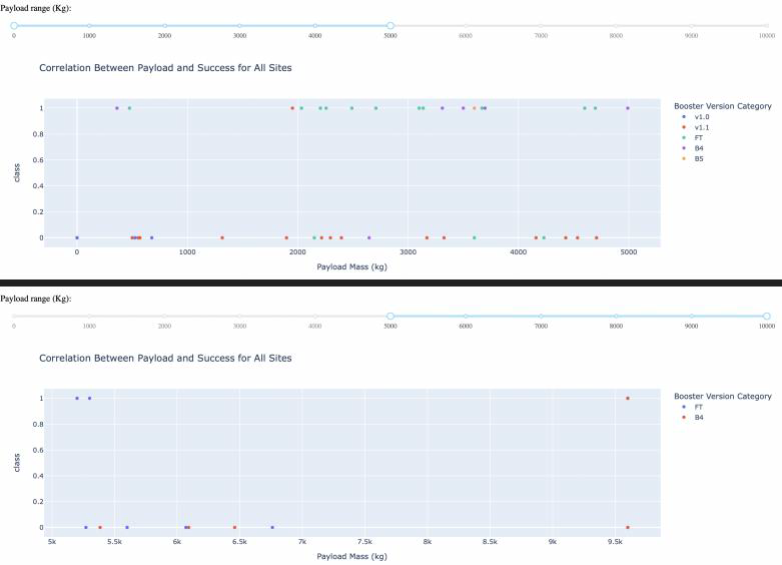 Payload range (Kg):
0 1000 2000 3000 4000 5000 6000 7000 8000 9000 10000
Correlation Between Payload and Success for All Sites
Booster Version Category
v1.0
v1.1
FT
B4
B5
1
0.8
0.6
0.4
0.2
0
class
0 1000 2000 3000 4000 5000
Payload Mass (kg)
Payload range (Kg):
0 1000 2000 3000 4000 5000 6000 7000 8000 9000 10000
Correlation Between Payload and Success for All Sites
Booster Version Category
FT
B4
1
0.8
0.6
0.4
0.2
0
class
5k 5.5k 6k 6.5k 7k 7.5k 8k 8.5k 9k 9.5k
Payload Mass (kg)